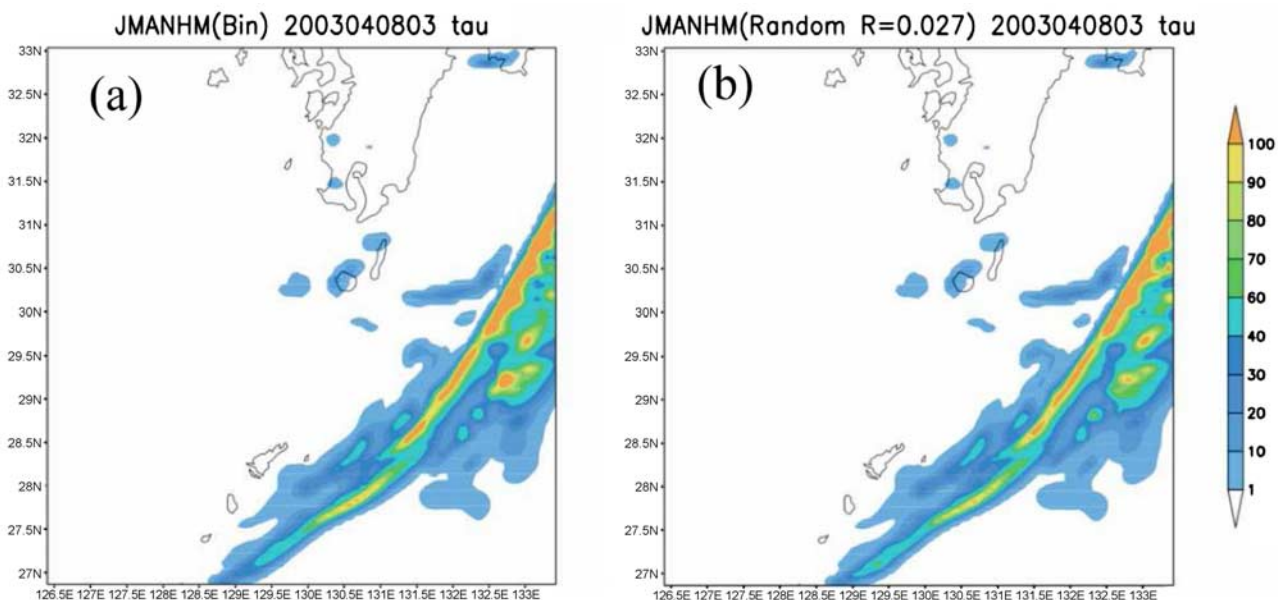 JMANHM(Bin) 2003040803 tau
(a)
33N
32.5N
32N
31.5N
31N
30.5N
30N
29.5N
29N
28.5N
28N
27.5N
27N
126.5E 127E 127.5E 128E 128.5E 129E 129.5E 130E 130.5E 131E 131.5E 132E 132.5E 133E
JMANHM(Random R=0.027) 2003040803 tau
(b)
33N
32.5N
32N
31.5N
31N
30.5N
30N
29.5N
29N
28.5N
28N
27.5N
27N
126.5E 127E 127.5E 128E 128.5E 129E 129.5E 130E 130.5E 131E 131.5E 132E 132.5E 133E
100
90
80
70
60
40
30
20
10
1